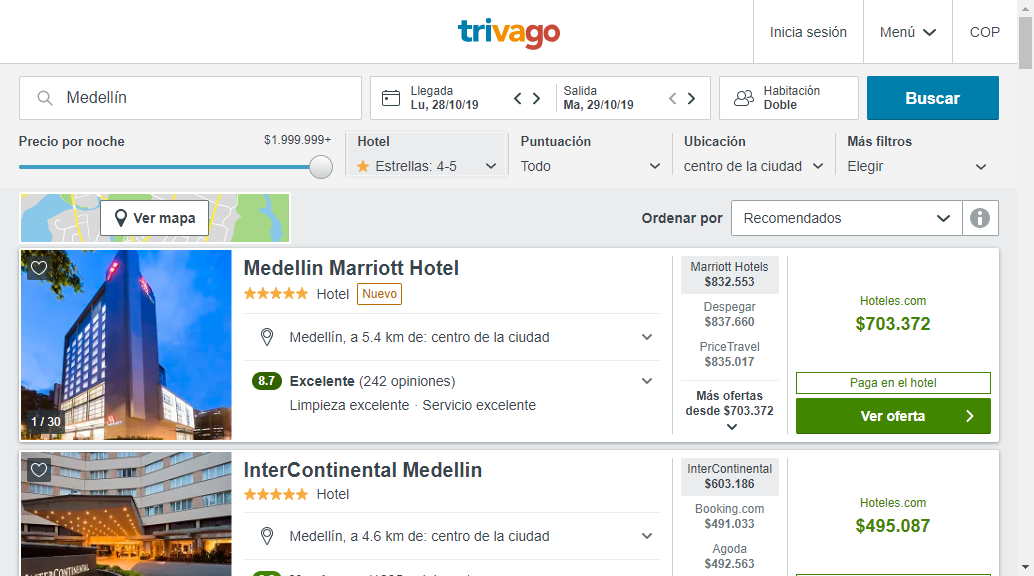 trivago
Inicia sesión
Menú
COP
Medellín
Llegada
Lu, 28/10/19
Salida
Ma, 29/10/19
Habitación
Doble
Buscar
Precio por noche
$1.999.999+
Hotel
Estrellas: 4-5
Puntuación
Todo
Ubicación
centro de la ciudad
Más filtros
Elegir
Ver mapa
Ordenar por
Recomendados
1 / 30
Medellin Marriott Hotel
Hotel
Nuevo
Medellín, a 5.4 km de: centro de la ciudad
8.7 Excelente (242 opiniones)
Limpieza excelente · Servicio excelente
Marriott Hotels
$832.553
Despegar
$837.660
PriceTravel
$835.017
Más ofertas
desde $703.372
Hoteles.com
$703.372
Paga en el hotel
Ver oferta
INTERCONTINENTAL
InterContinental Medellin
Hotel
Medellín, a 4.6 km de: centro de la ciudad
InterContinental
$603.186
Booking.com
$491.033
Agoda
$492.563
Hoteles.com
$495.087